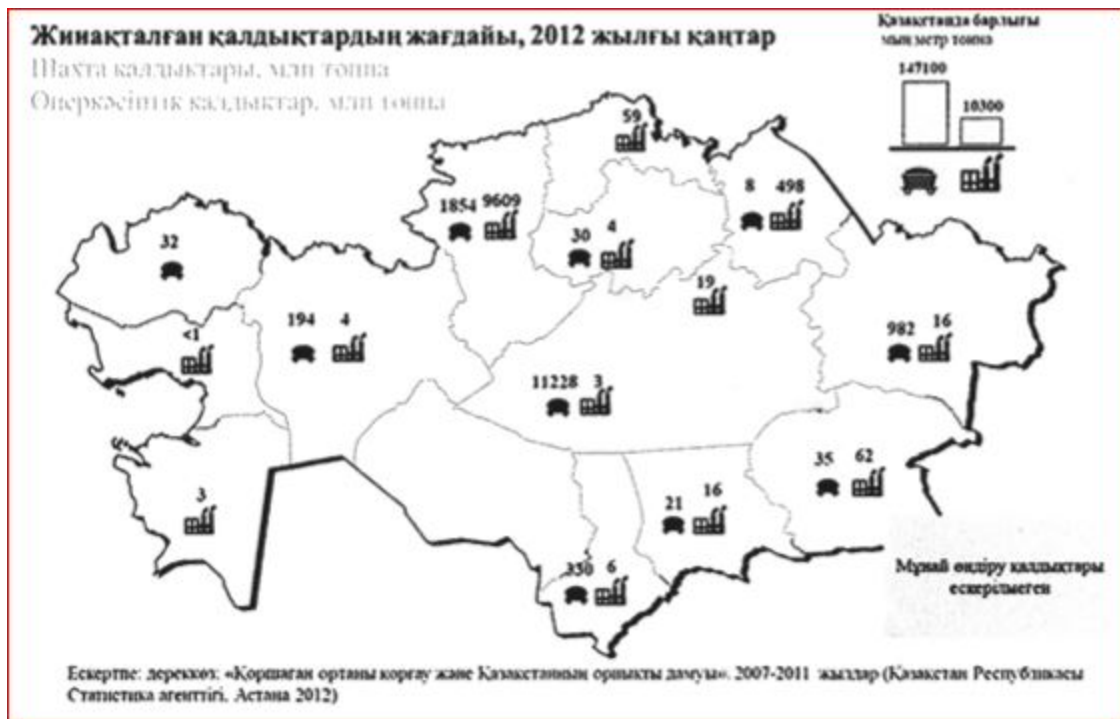 Жинақталған қалдықтардың жағдайы, 2012 жылғы қаңтар
Шахта қалдықтары, млн тонна
Өнеркәсіптік қалдықтар, млн тонна
Қазақстанда барлығы
мың метр тонна
147100
10300
59
1854 9609
8 498
30 4
32
19
194 4
<1
982 16
11228 3
35 62
3
21 16
330 6
Мұнай өндіру қалдықтары
ескерілмеген
Ескертпе: дереккөз: «Қоршаған ортаны қорғау және Қазақстанның орнықты дамуы». 2007-2011 жылдар (Қазақстан Республикасы
Статистика агенттігі. Астана 2012)